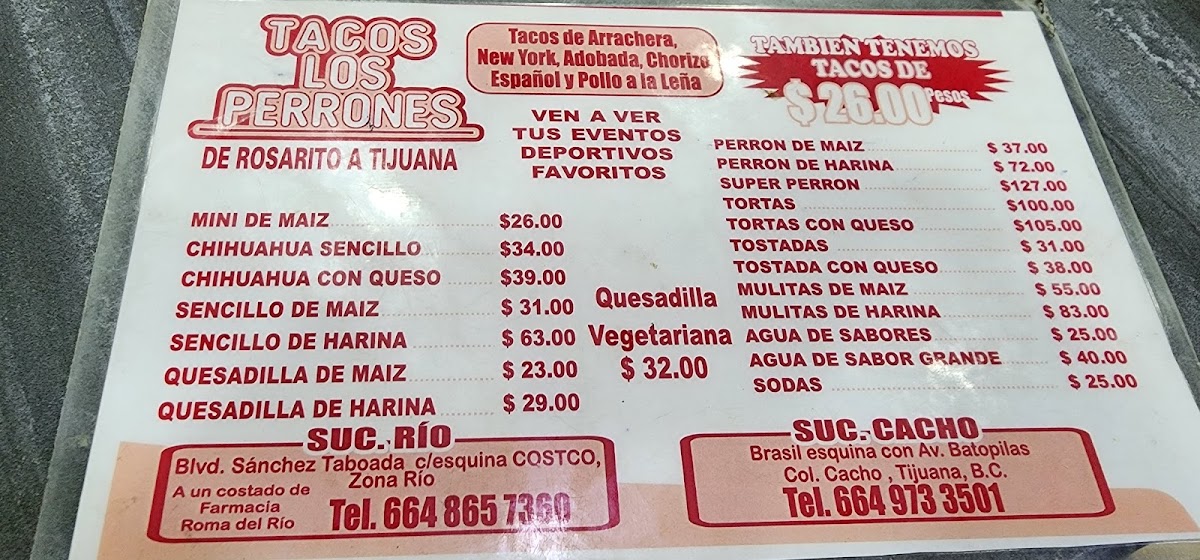 TACOS
LOS
PERRONES
DE ROSARITO A TIJUANA
Tacos de Arrachera,
New York, Adobada, Chorizo
Español y Pollo a la Leña
VEN A VER
TUS EVENTOS
DEPORTIVOS
FAVORITOS
TAMBIEN TENEMOS
TACOS DE
$ 26.00 Pesos
MINI DE MAIZ $26.00
CHIHUAHUA SENCILLO $34.00
CHIHUAHUA CON QUESO $39.00
SENCILLO DE MAIZ $ 31.00
SENCILLO DE HARINA $ 63.00
QUESADILLA DE MAIZ $ 23.00
QUESADILLA DE HARINA $ 29.00
Quesadilla
Vegetariana
$ 32.00
PERRON DE MAIZ $ 37.00
PERRON DE HARINA $ 72.00
SUPER PERRON $127.00
TORTAS $100.00
TORTAS CON QUESO $105.00
TOSTADAS $ 31.00
TOSTADA CON QUESO $ 38.00
MULITAS DE MAIZ $ 55.00
MULITAS DE HARINA $ 83.00
AGUA DE SABORES $ 25.00
AGUA DE SABOR GRANDE $ 40.00
SODAS $ 25.00
SUC. RÍO
Blvd. Sánchez Taboada c/esquina COSTCO,
Zona Río
A un costado de
Farmacia
Roma del Río
Tel. 664 865 7360
SUC. CACHO
Brasil esquina con Av. Batopilas
Col. Cacho , Tijuana, B.C.
Tel. 664 973 3501